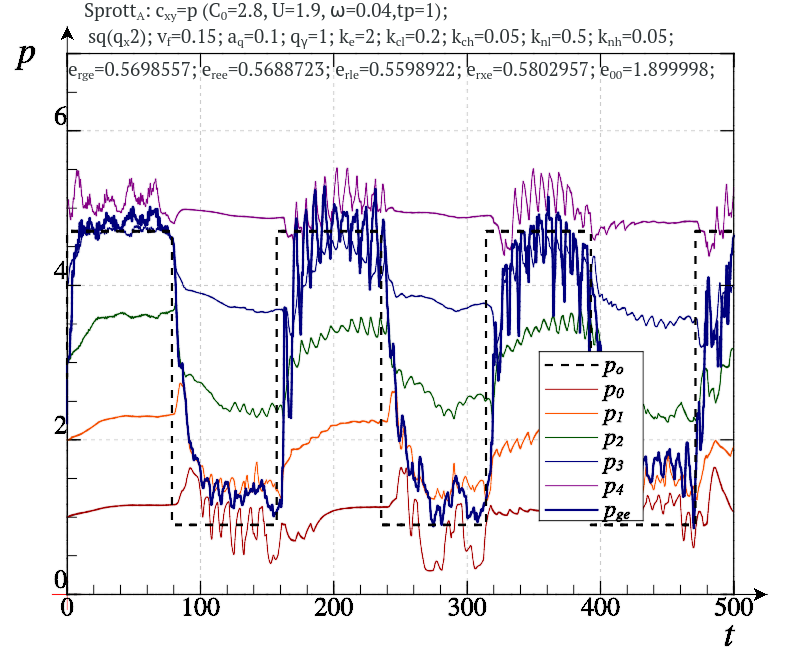 Sprott_A: c_xy=p (C_0=2.8, U=1.9, ω=0.04,tp=1);
sq(q_x2); v_f=0.15; a_q=0.1; q_γ=1; k_e=2; k_cl=0.2; k_ch=0.05; k_nl=0.5; k_nh=0.05;
e_rge=0.5698557; e_ree=0.5688723; e_rle=0.5598922; e_rxe=0.5802957; e_00=1.899998;
p
6
4
2
0
p_o
p_0
p_1
p_2
p_3
p_4
p_ge
0 100 200 300 400 500
t